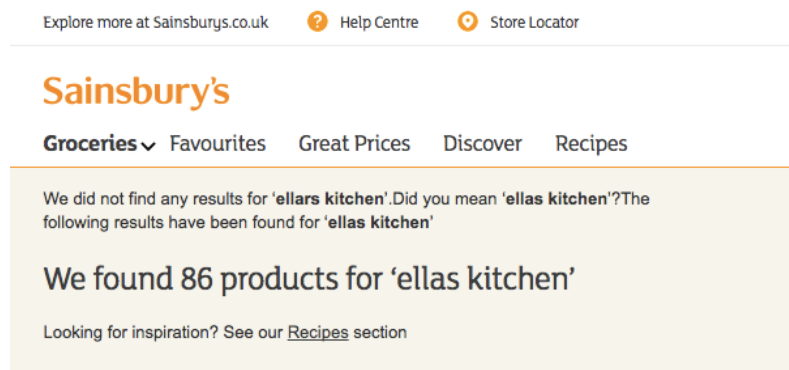 Explore more at Sainsburys.co.uk Help Centre Store Locator
Sainsbury's
Groceries Favourites Great Prices Discover Recipes
We did not find any results for 'ellars kitchen'.Did you mean 'ellas kitchen'?The
following results have been found for 'ellas kitchen'
We found 86 products for 'ellas kitchen'
Looking for inspiration? See our Recipes section